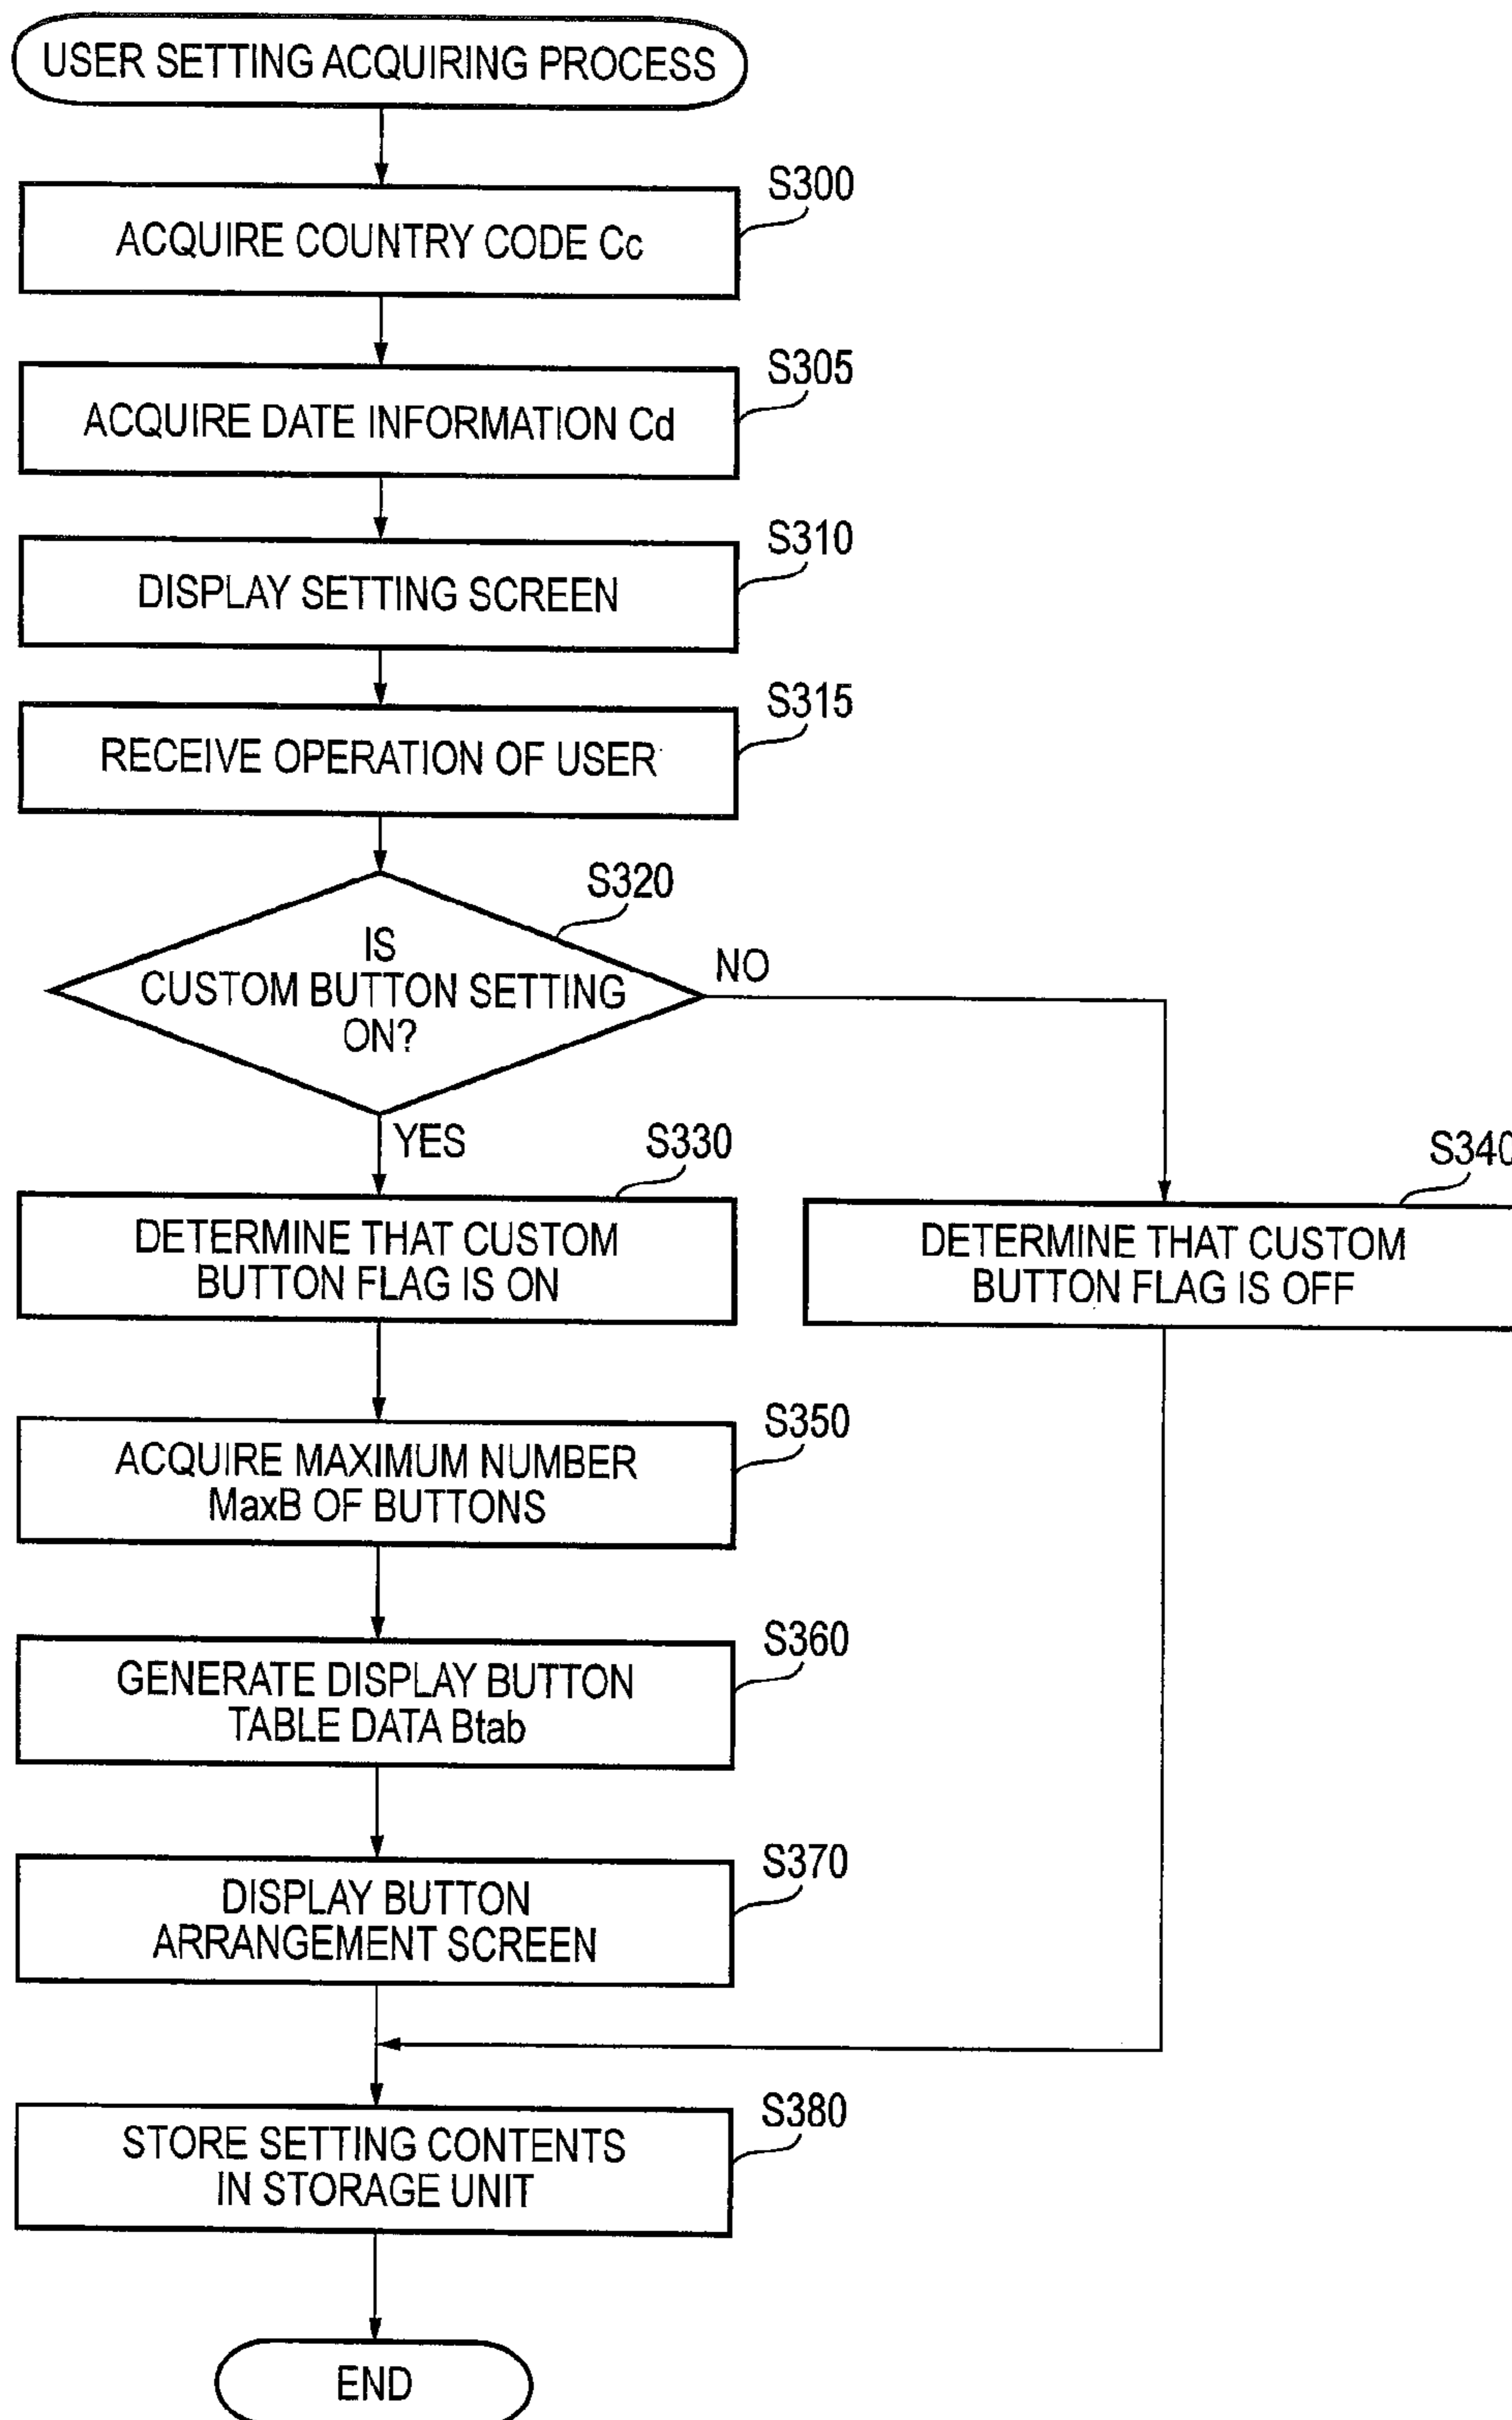 USER SETTING ACQUIRING PROCESS
S300
ACQUIRE COUNTRY CODE Cc
S305
ACQUIRE DATE INFORMATION Cd
S310
DISPLAY SETTING SCREEN
S315
RECEIVE OPERATION OF USER
S320
IS
CUSTOM BUTTON SETTING
ON?
NO
YES
S330
DETERMINE THAT CUSTOM
BUTTON FLAG IS ON
S340
DETERMINE THAT CUSTOM
BUTTON FLAG IS OFF
S350
ACQUIRE MAXIMUM NUMBER
MaxB OF BUTTONS
S360
GENERATE DISPLAY BUTTON
TABLE DATA Btab
S370
DISPLAY BUTTON
ARRANGEMENT SCREEN
S380
STORE SETTING CONTENTS
IN STORAGE UNIT
END